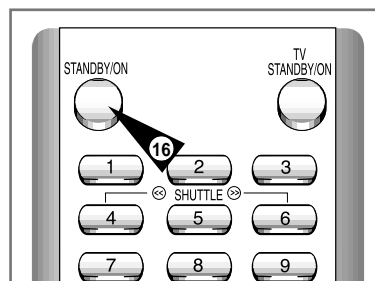 TV
STANDBY/ON STANDBY/ON
16
1 2 3
SHUTTLE
4 5 6
7 8 9